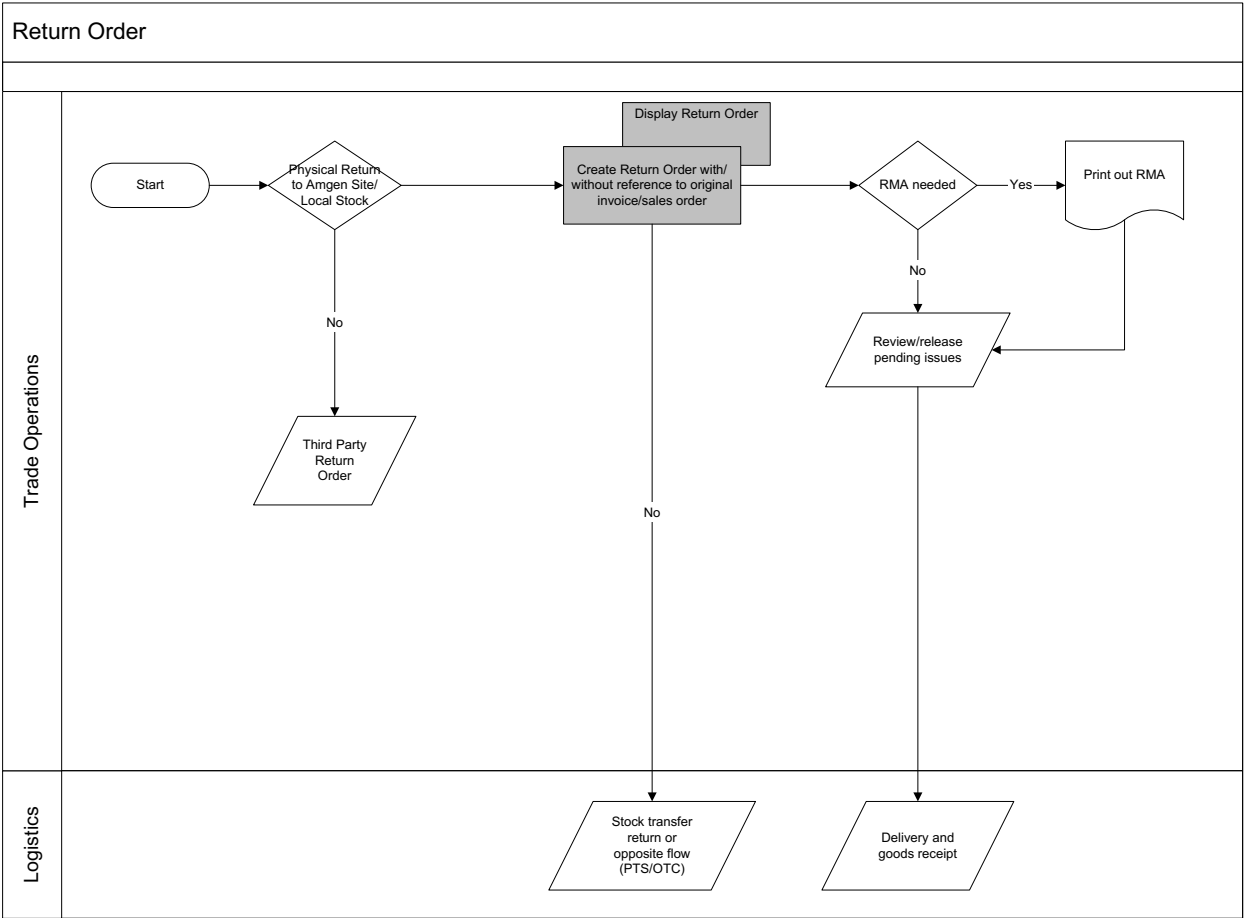 Return Order
Trade Operations
Start
Physical Return
to Amgen Site/
Local Stock
No
Third Party
Return
Order
Display Return Order
Create Return Order with/
without reference to original
invoice/sales order
No
RMA needed
Yes
Print out RMA
No
Review/release
pending issues
Logistics
Stock transfer
return or
opposite flow
(PTS/OTC)
Delivery and
goods receipt